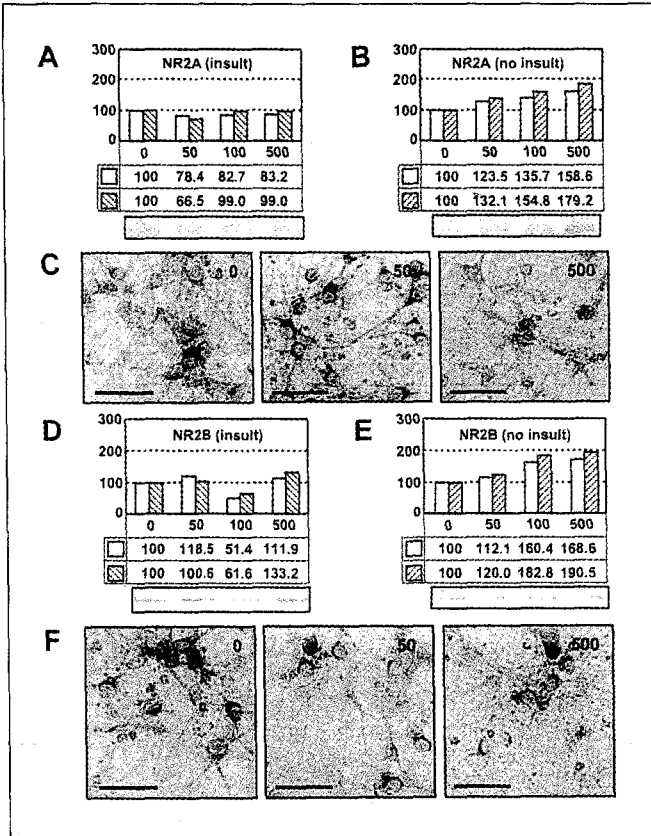 A
B
300
200
100
0
NR2A (insult)
0 50 100 500
100 78.4 82.7 83.2
100 66.5 99.0 99.0
300
200
100
0
NR2A (no insult)
0 50 100 500
100 123.5 135.7 158.6
100 132.1 154.8 179.2
C
0
50
500
D
E
300
200
100
0
NR2B (insult)
0 50 100 500
100 118.5 51.4 111.9
100 100.6 61.6 133.2
300
200
100
0
NR2B (no insult)
0 50 100 500
100 112.1 160.4 168.6
100 120.0 182.8 190.5
F
0
50
500